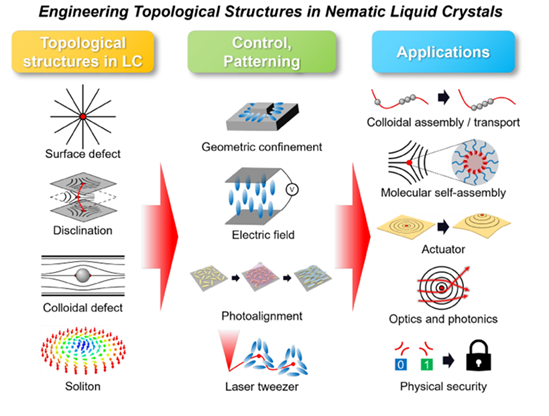 Engineering Topological Structures in Nematic Liquid Crystals
Topological
structures in LC
Surface defect
Disclination
Colloidal defect
Soliton
Control,
Patterning
Geometric confinement
V
Electric field
Photoalignment
Laser tweezer
Applications
Colloidal assembly / transport
Molecular self-assembly
Actuator
Optics and photonics
0 1
Physical security